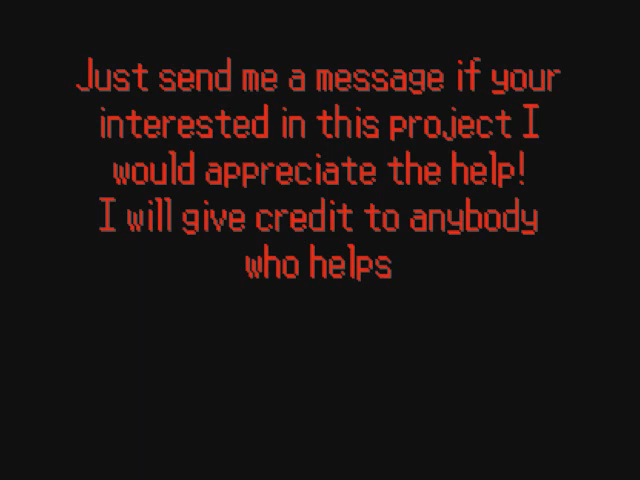 Just send me a message if your
interested in this project I
would appreciate the help!
I will give credit to anybody
who helps